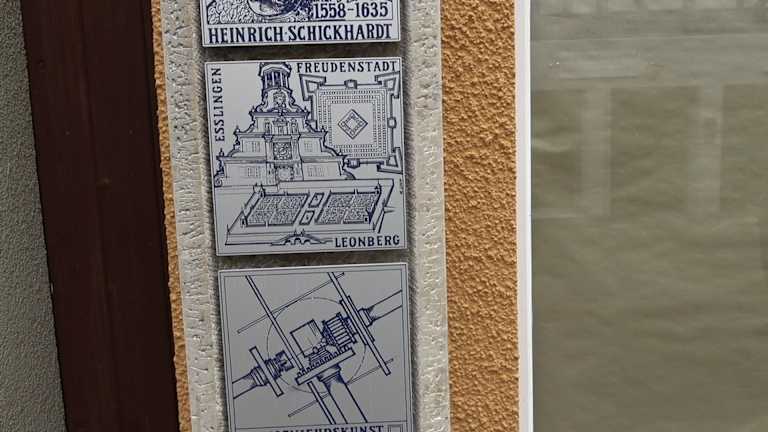 1558–1635
HEINRICH·SCHICKHARDT
ESSLINGEN
FREUDENSTADT
LEONBERG